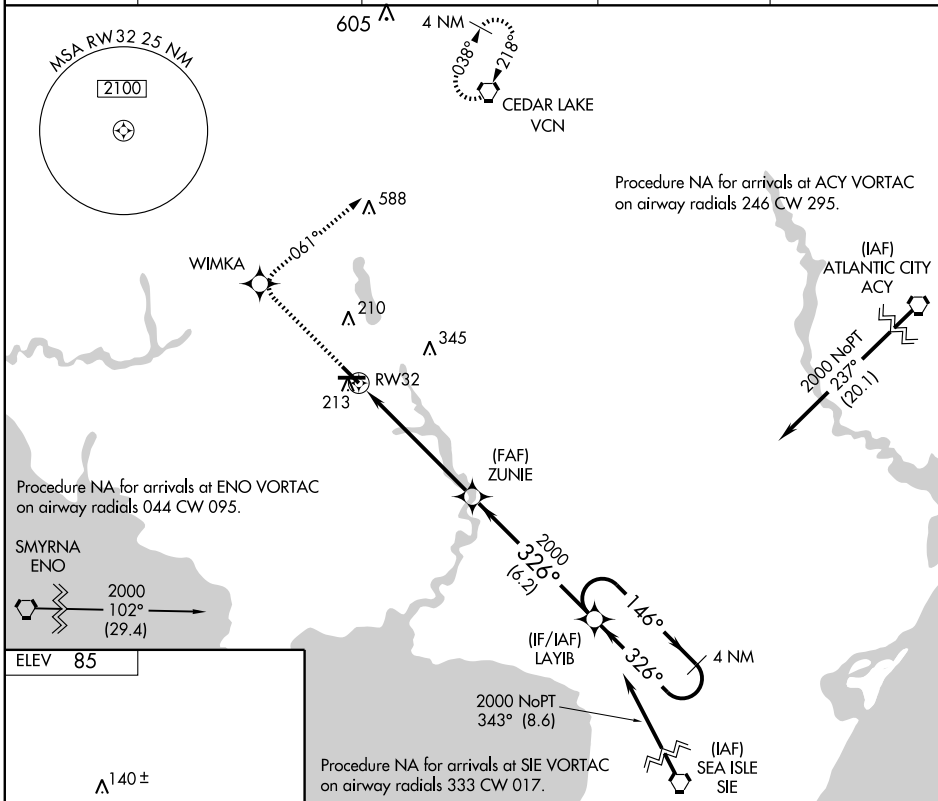 605
4 NM
038°
218°
MSA RW32 25 NM
2100
CEDAR LAKE
VCN
Procedure NA for arrivals at ACY VORTAC
on airway radials 246 CW 295.
588
061°
WIMKA
(IAF)
ATLANTIC CITY
ACY
210
345
RW32
213
2000 NoPT
237°
(20.1)
(FAF)
ZUNIE
Procedure NA for arrivals at ENO VORTAC
on airway radials 044 CW 095.
SMYRNA
ENO
2000
102°
(29.4)
2000
326°
(6.2)
146°
(IF/IAF)
LAYIB
326°
4 NM
ELEV 85
2000 NoPT
343° (8.6)
(IAF)
SEA ISLE
SIE
Procedure NA for arrivals at SIE VORTAC
on airway radials 333 CW 017.
140 ±